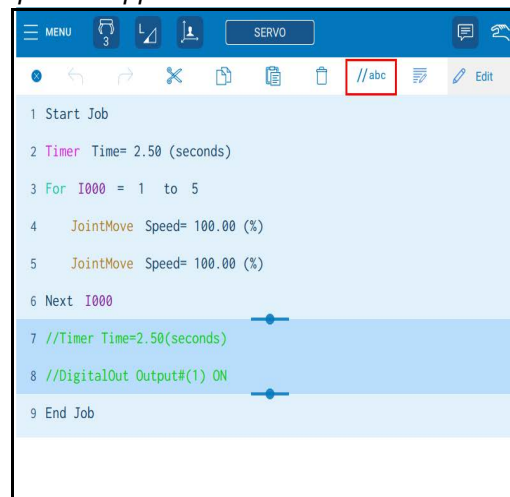 MENU 3 L SERVO
//abc Edit
1 Start Job
2 Timer Time= 2.50 (seconds)
3 For I000 = 1 to 5
4 JointMove Speed= 100.00 (%)
5 JointMove Speed= 100.00 (%)
6 Next I000
7 //Timer Time=2.50(seconds)
8 //DigitalOut Output#(1) ON
9 End Job